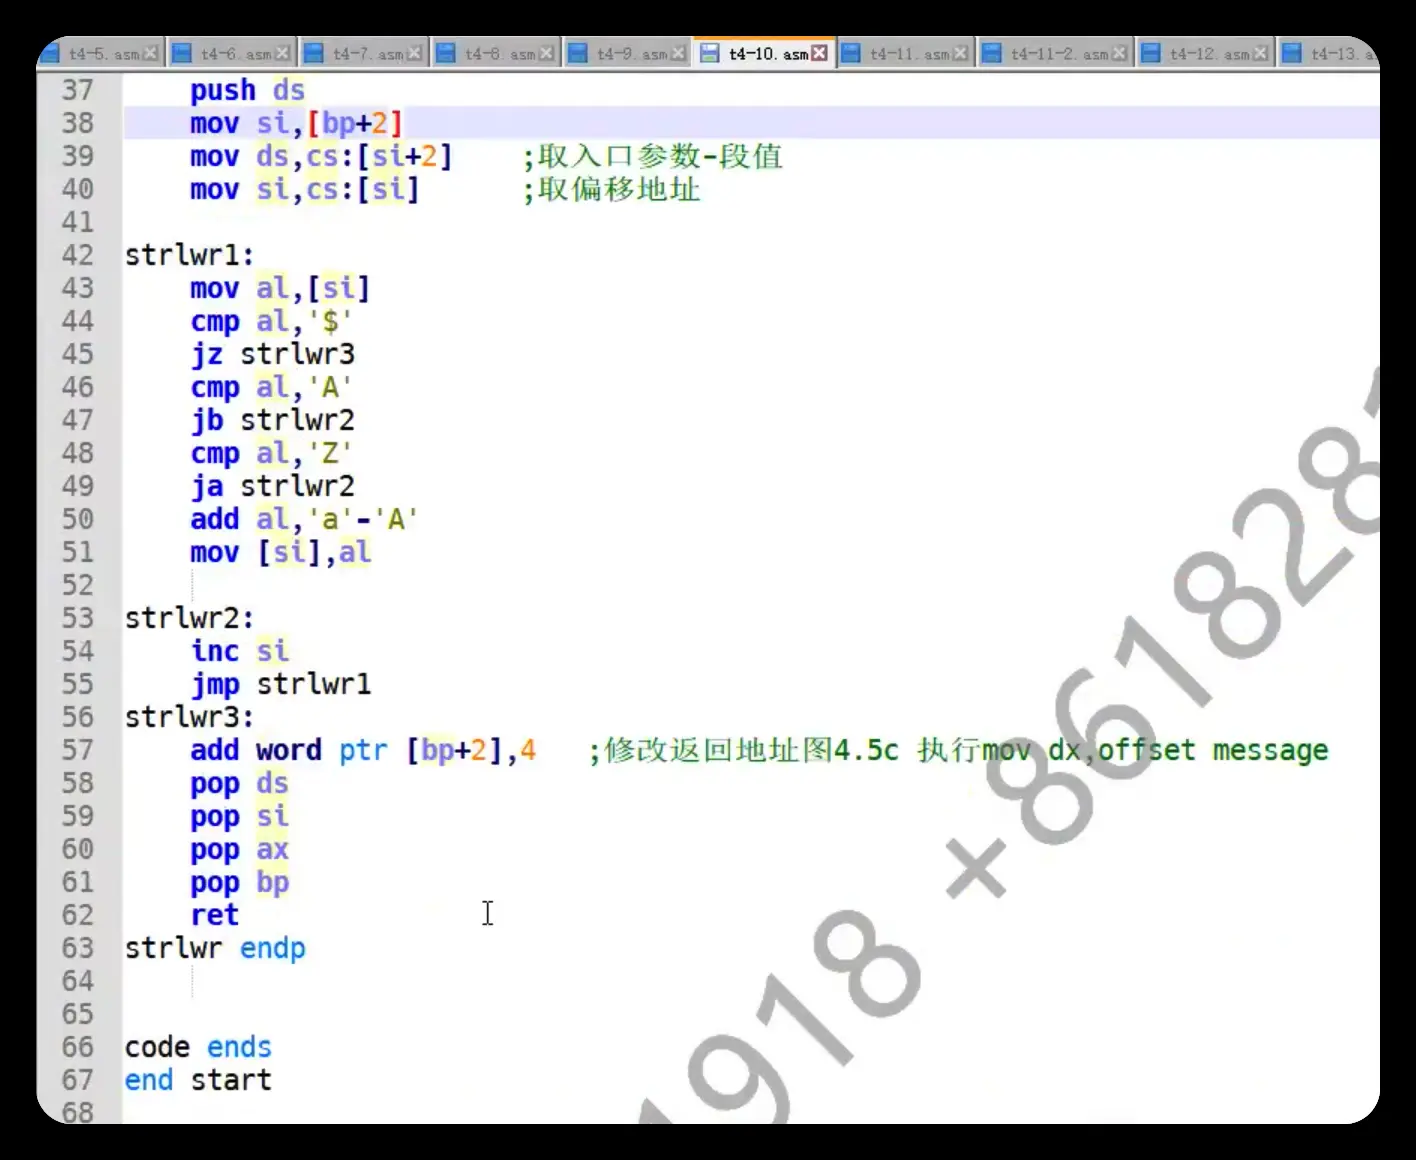 t4-5.asm t4-6.asm t4-7.asm t4-8.asm t4-9.asm t4-10.asm t4-11.asm t4-11-2.asm t4-12.asm t4-13.a
37 push ds
38 mov si,[bp+2]
39 mov ds,cs:[si+2] ;取入口参数-段值
40 mov si,cs:[si] ;取偏移地址
41
42 strlwr1:
43 mov al,[si]
44 cmp al,'$'
45 jz strlwr3
46 cmp al,'A'
47 jb strlwr2
48 cmp al,'Z'
49 ja strlwr2
50 add al,'a'-'A'
51 mov [si],al
52
53 strlwr2:
54 inc si
55 jmp strlwr1
56 strlwr3:
57 add word ptr [bp+2],4 ;修改返回地址图4.5c 执行mov dx,offset message
58 pop ds
59 pop si
60 pop ax
61 pop bp
62 ret
63 strlwr endp
64
65
66 code ends
67 end start
68
918 +861828